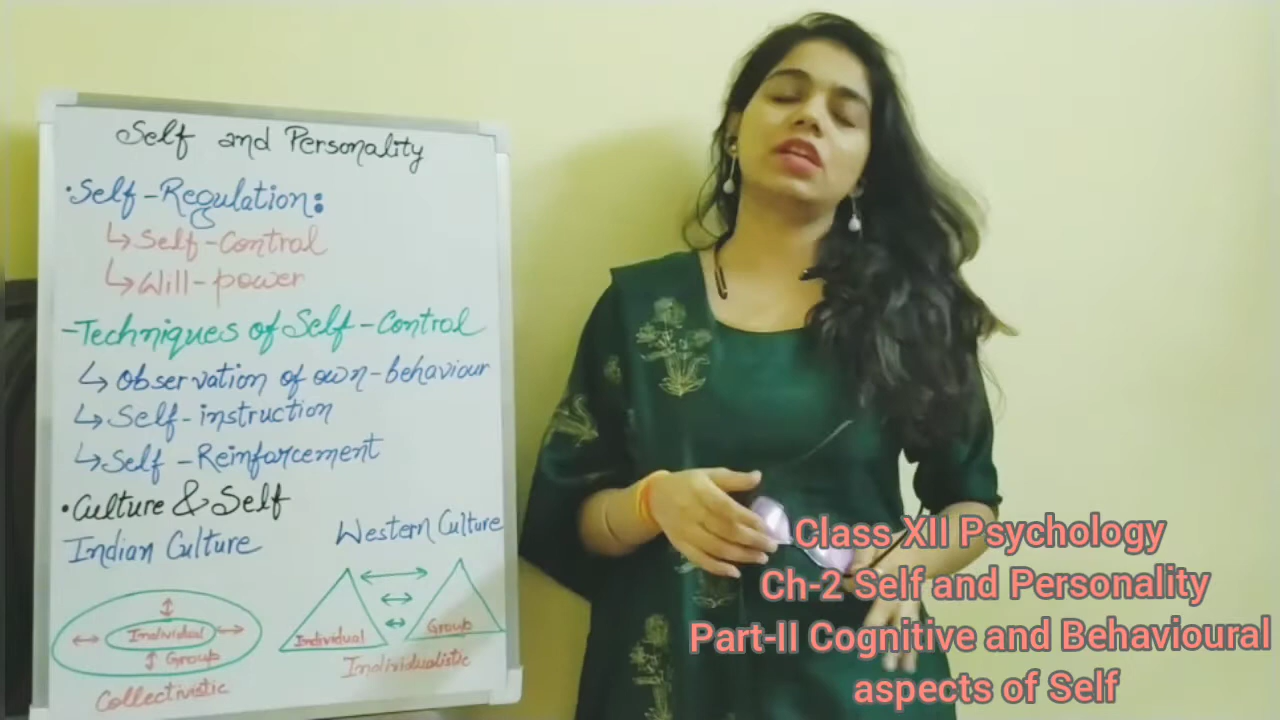 Self and Personality
•Self-Regulation:
↳Self-Control
↳Will-power
-Techniques of Self-Control
↳Observation of own-behaviour
↳Self-instruction
↳Self-Reinforcement
•Culture & Self
Indian Culture
Western Culture
Individual
Group
Collectivistic
Individual
Group
Individualistic
Class XII Psychology
Ch-2 Self and Personality
Part-II Cognitive and Behavioural
aspects of Self